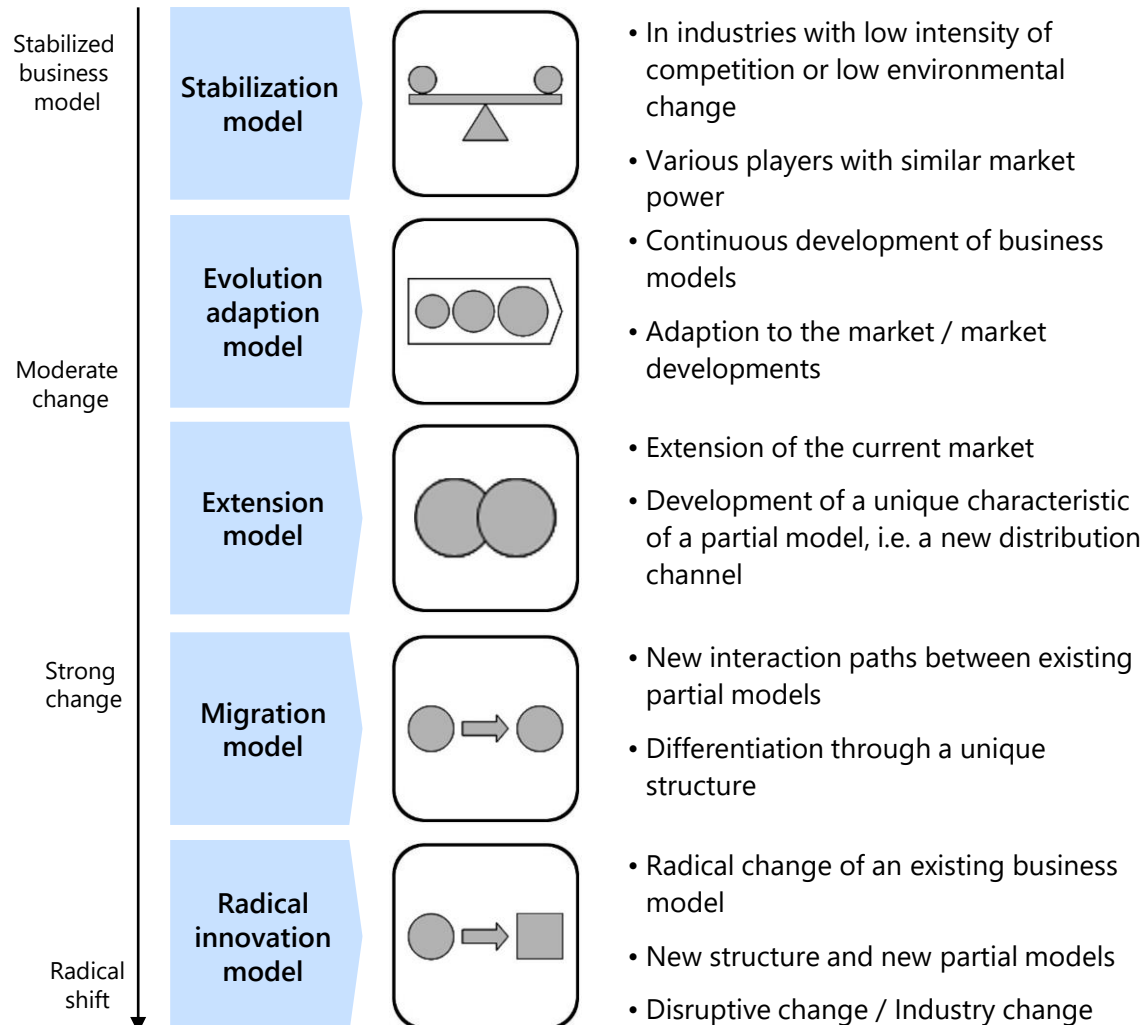 Stabilized
business
model
Stabilization
model
• In industries with low intensity of
competition or low environmental
change
• Various players with similar market
power
Evolution
adaption
model
• Continuous development of business
models
• Adaption to the market / market
developments
Moderate
change
Extension
model
• Extension of the current market
• Development of a unique characteristic
of a partial model, i.e. a new distribution
channel
Strong
change
Migration
model
• New interaction paths between existing
partial models
• Differentiation through a unique
structure
Radical
innovation
model
• Radical change of an existing business
model
• New structure and new partial models
• Disruptive change / Industry change
Radical
shift